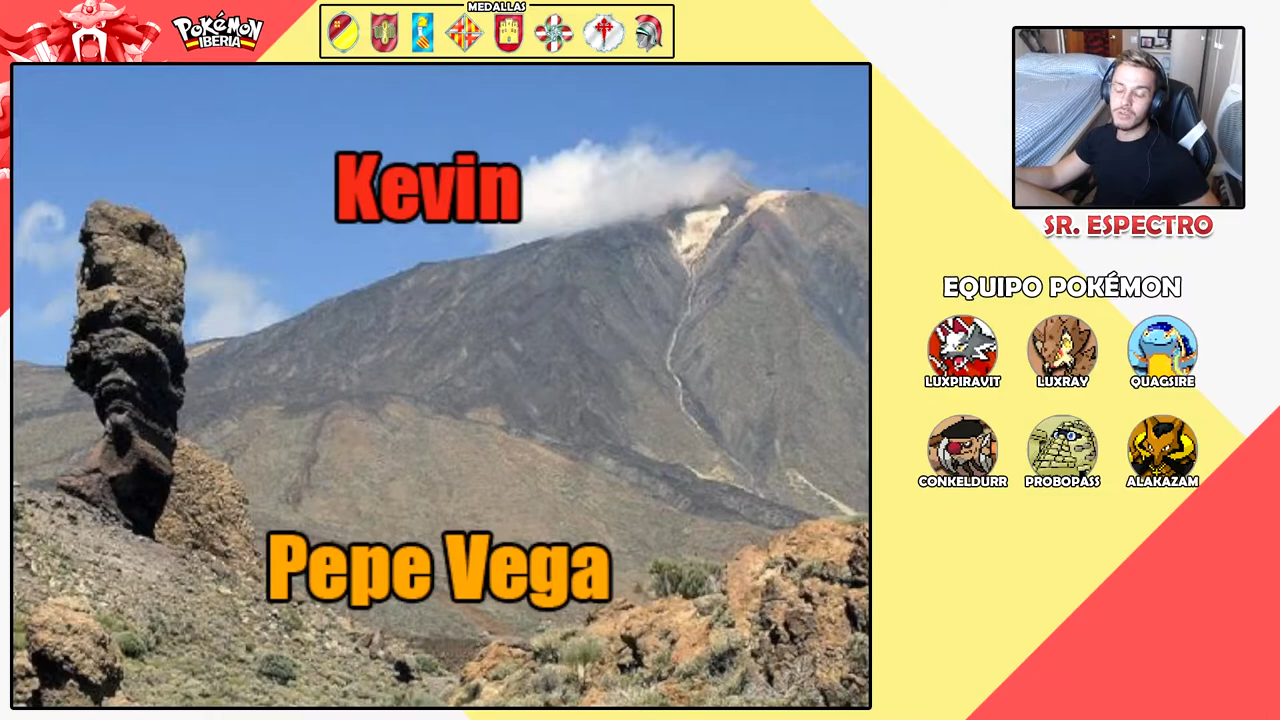 MEDALLAS
POKÉMON
IBERIA
Kevin
Pepe Vega
SR. ESPECTRO
EQUIPO POKÉMON
LUXPIRAVIT
LUXRAY
QUAGSIRE
CONKELDURR
PROBOPASS
ALAKAZAM